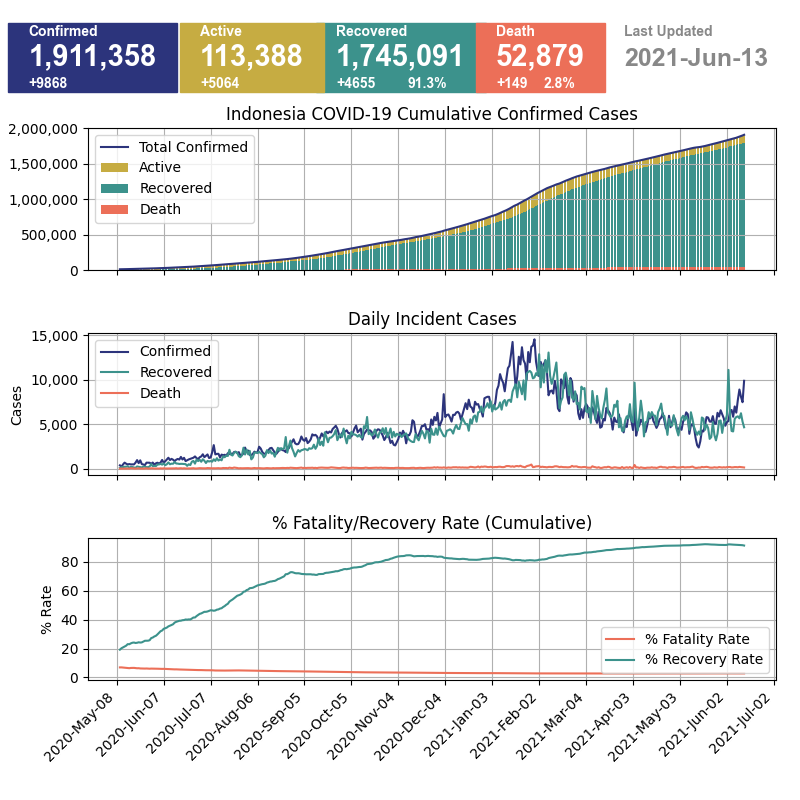 Confirmed Active Recovered Death Last Updated
1,911,358 113,388 1,745,091 52,879 2021-Jun-13
+9868 +5064 +4655 91.3% +149 2.8%
Indonesia COVID-19 Cumulative Confirmed Cases
2,000,000
1,500,000
1,000,000
500,000
0
Total Confirmed
Active
Recovered
Death
Daily Incident Cases
15,000
10,000
5,000
0
Cases
Confirmed
Recovered
Death
% Fatality/Recovery Rate (Cumulative)
80
60
40
20
0
% Rate
% Fatality Rate
% Recovery Rate
2020-May-08
2020-Jun-07
2020-Jul-07
2020-Aug-06
2020-Sep-05
2020-Oct-05
2020-Nov-04
2020-Dec-04
2021-Jan-03
2021-Feb-02
2021-Mar-04
2021-Apr-03
2021-May-03
2021-Jun-02
2021-Jul-02